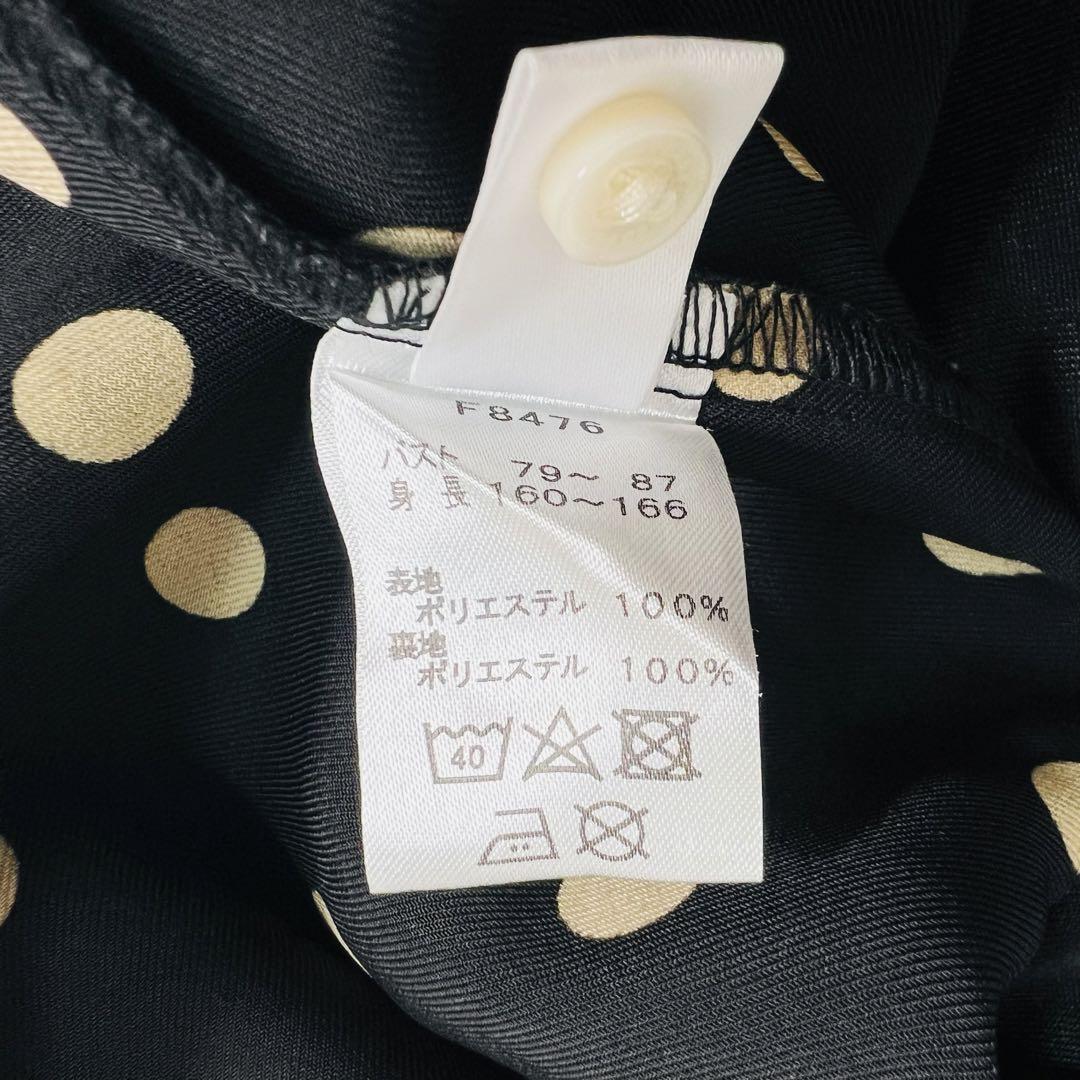 F8476
バスト 79〜 87
身 長 160〜166
表地
ポリエステル 100%
裏地
ポリエステル 100%
40